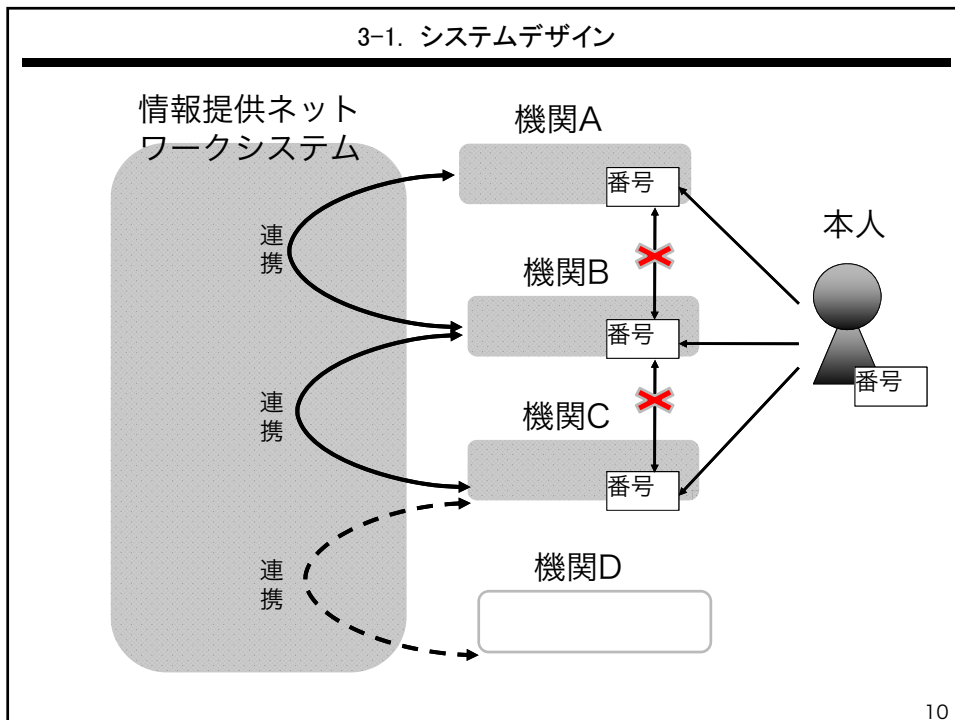 3-1. システムデザイン
情報提供ネット
ワークシステム
機関A
番号
本人
連
携
機関B
番号
番号
連
携
機関C
番号
連
携
機関D
10